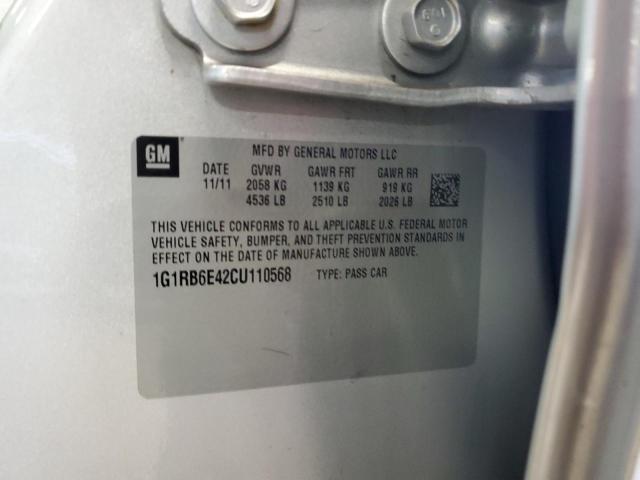 GM
MFD BY GENERAL MOTORS LLC
DATE GVWR GAWR FRT GAWR RR
11/11 2058 KG 1139 KG 919 KG
4536 LB 2510 LB 2026 LB
THIS VEHICLE CONFORMS TO ALL APPLICABLE U.S. FEDERAL MOTOR
VEHICLE SAFETY, BUMPER, AND THEFT PREVENTION STANDARDS IN
EFFECT ON THE DATE OF MANUFACTURE SHOWN ABOVE.
1G1RB6E42CU110568 TYPE: PASS CAR